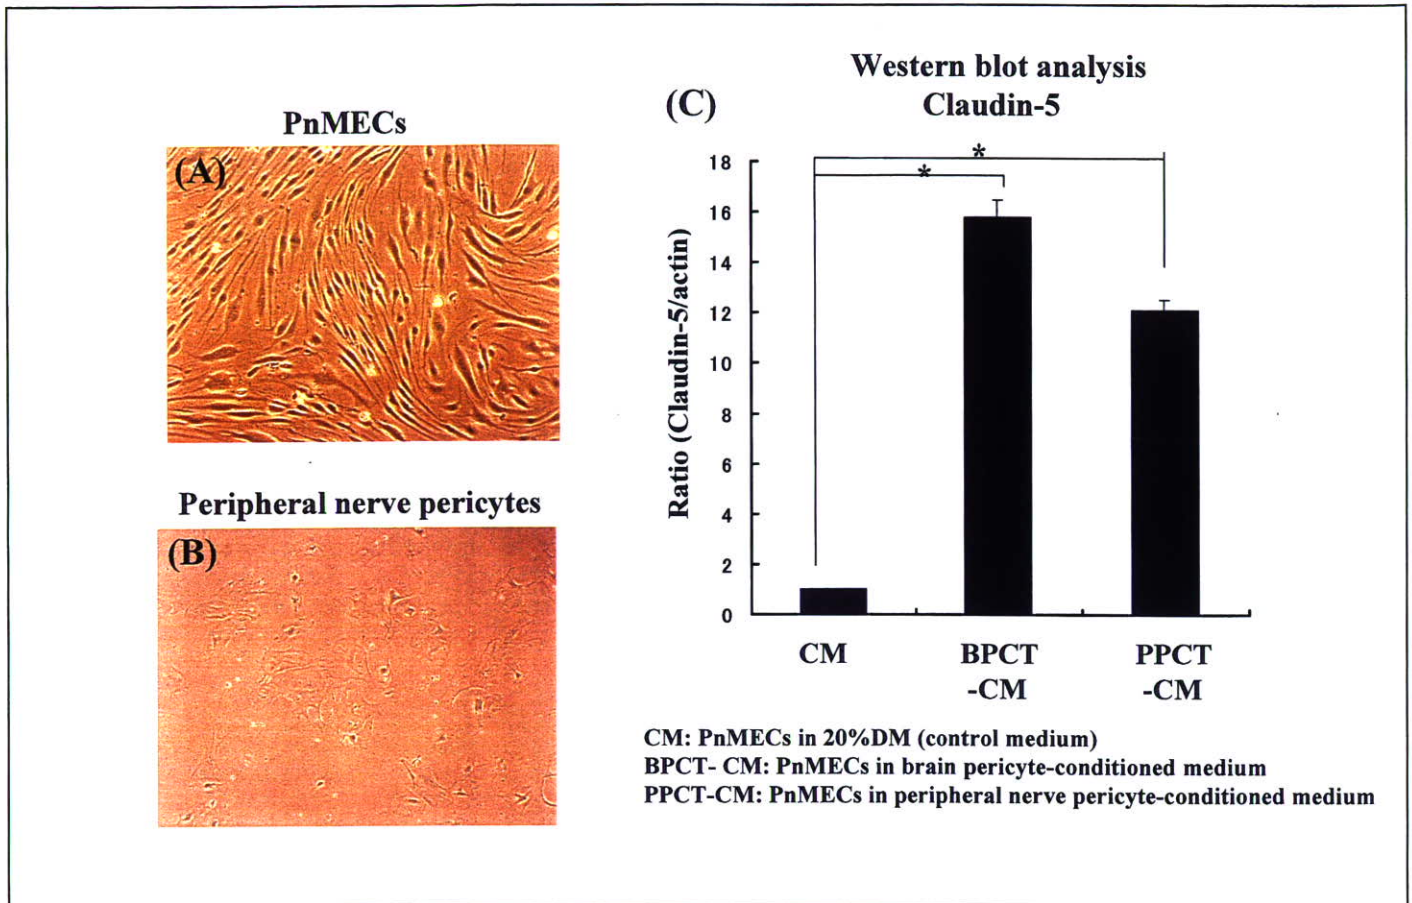 PnMECs
(A)
Peripheral nerve pericytes
(B)
(C)
Western blot analysis
Claudin-5
Ratio (Claudin-5/actin)
18
16
14
12
10
8
6
4
2
0
*
*
CM
BPCT
-CM
PPCT
-CM
CM: PnMECs in 20%DM (control medium)
BPCT- CM: PnMECs in brain pericyte-conditioned medium
PPCT-CM: PnMECs in peripheral nerve pericyte-conditioned medium